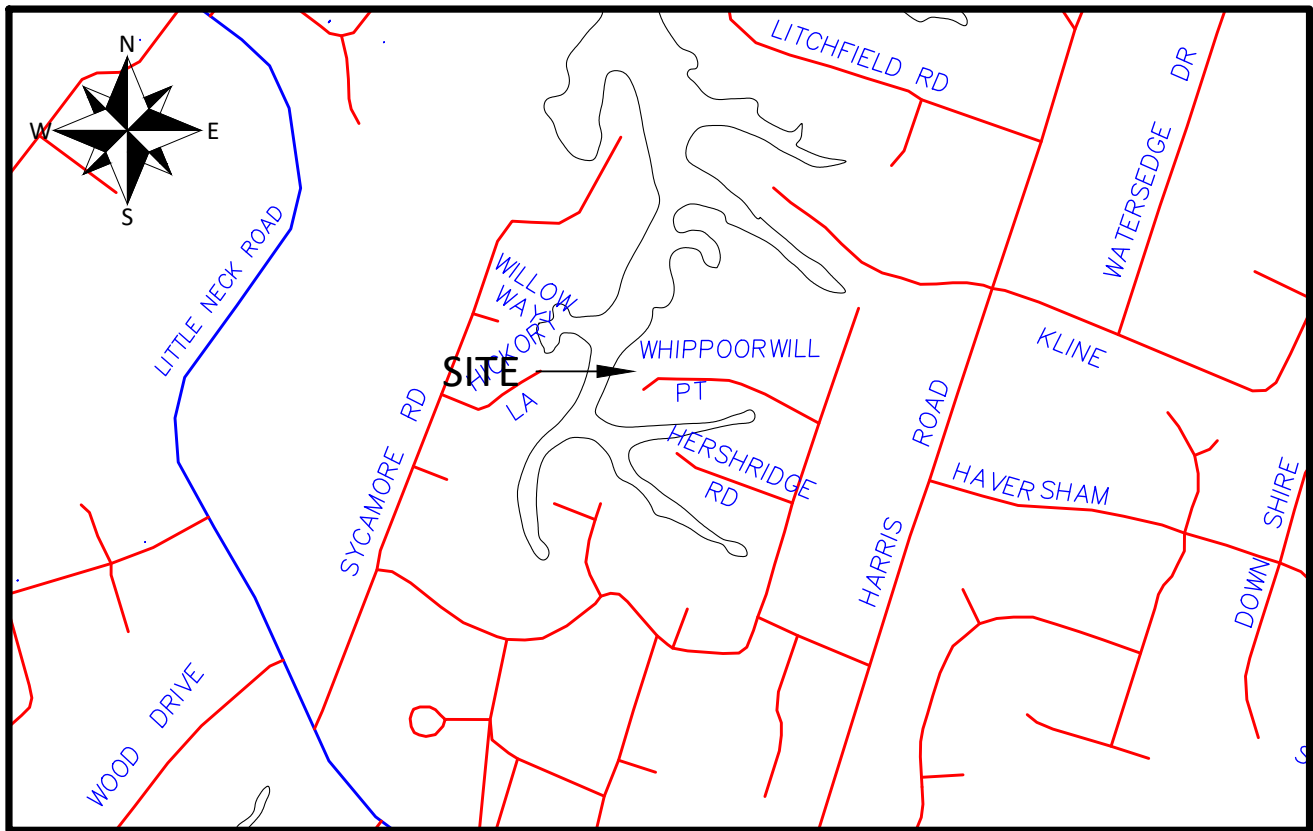 N
W E
S
LITCHFIELD RD
WATERSEDGE DR
LITTLE NECK ROAD
WILLOW
WAY
HICKORY
LA
SITE
WHIPPOORWILL
PT
KLINE
SYCAMORE RD
HERSHRIDGE
RD
HARRIS ROAD
HAVERSHAM
DOWN SHIRE
WOOD DRIVE